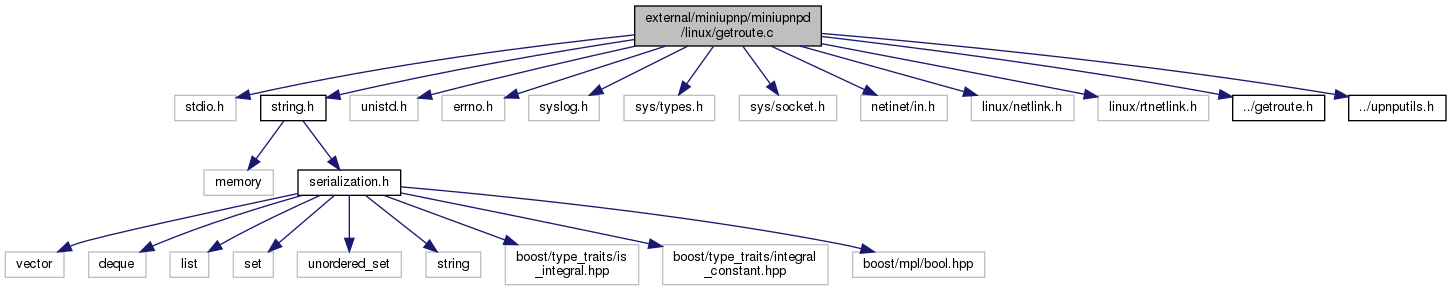 external/miniupnp/miniupnpd
/linux/getroute.c
stdio.h
string.h
unistd.h
errno.h
syslog.h
sys/types.h
sys/socket.h
netinet/in.h
linux/netlink.h
linux/rtnetlink.h
../getroute.h
../upnputils.h
memory
serialization.h
vector
deque
list
set
unordered_set
string
boost/type_traits/is
_integral.hpp
boost/type_traits/integral
_constant.hpp
boost/mpl/bool.hpp